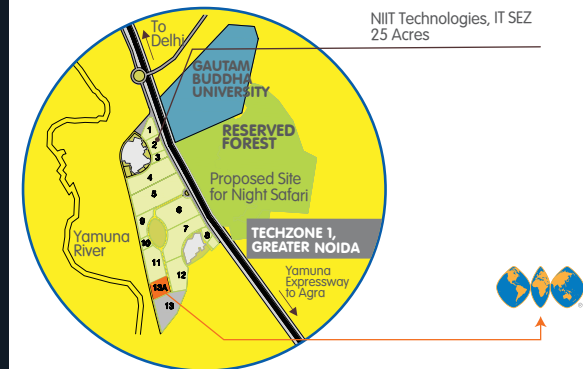 NIIT Technologies, IT SEZ
25 Acres
To
Delhi
GAUTAM
BUDDHA
UNIVERSITY
RESERVED
FOREST
Proposed Site
for Night Safari
TECHZONE 1,
GREATER NOIDA
Yamuna
River
Yamuna
Expressway
to Agra
1
2
3
4
5
6
9
7
8
10
11
12
13A
13